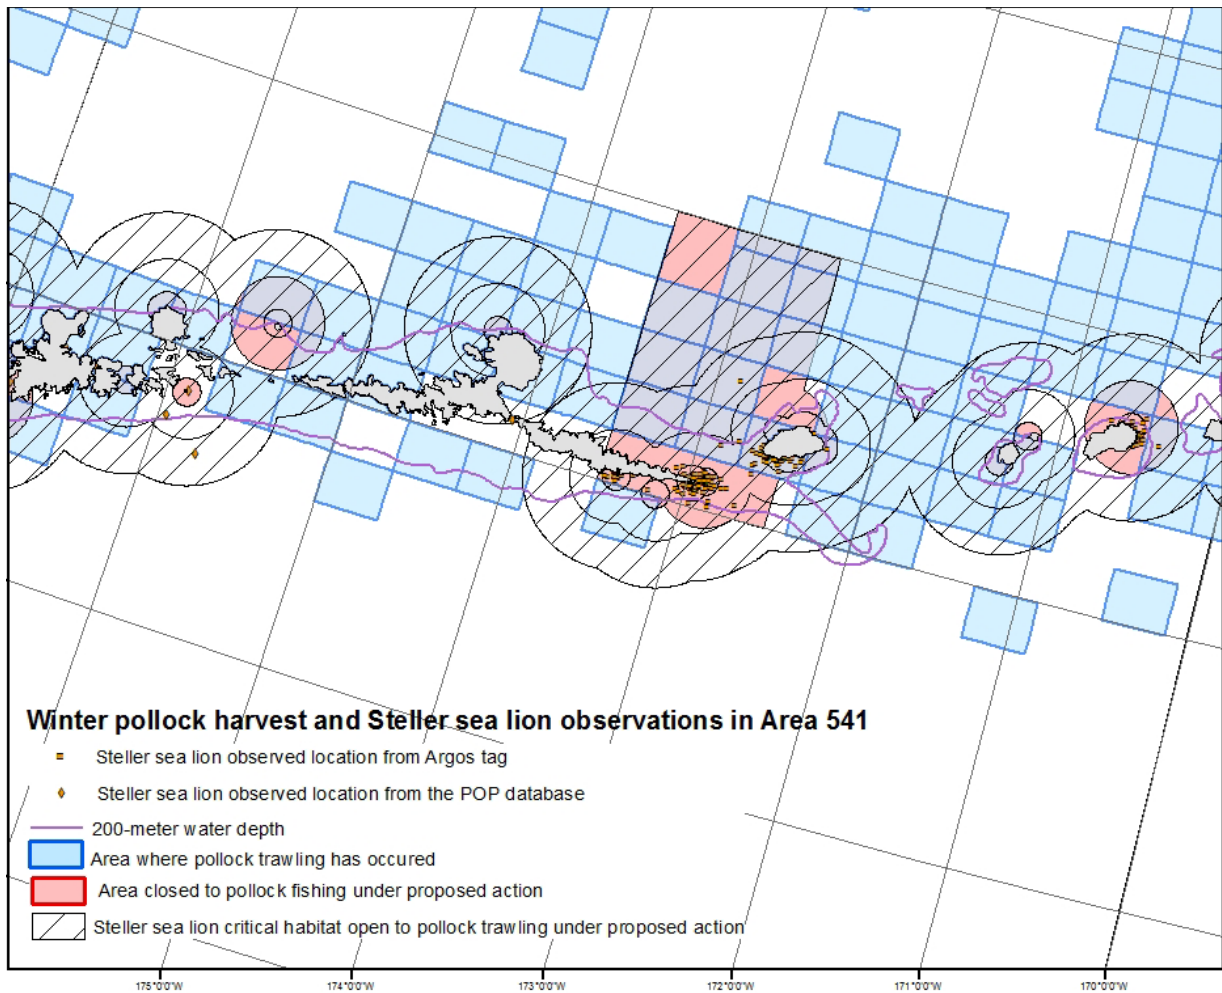 Winter pollock harvest and Steller sea lion observations in Area 541
Steller sea lion observed location from Argos tag
Steller sea lion observed location from the POP database
200-meter water depth
Area where pollock trawling has occured
Area closed to pollock fishing under proposed action
Steller sea lion critical habitat open to pollock trawling under proposed action
175°0'0"W 174°0'0"W 173°0'0"W 172°0'0"W 171°0'0"W 170°0'0"W